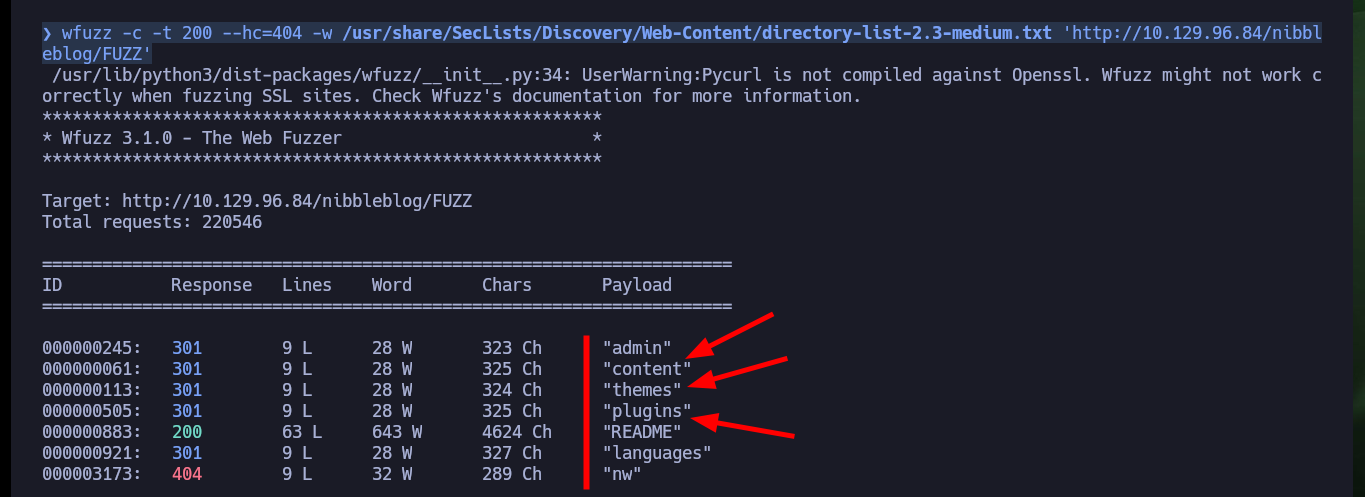 ❯ wfuzz -c -t 200 --hc=404 -w /usr/share/SecLists/Discovery/Web-Content/directory-list-2.3-medium.txt 'http://10.129.96.84/nibbl
eblog/FUZZ'
/usr/lib/python3/dist-packages/wfuzz/__init__.py:34: UserWarning:Pycurl is not compiled against Openssl. Wfuzz might not work c
orrectly when fuzzing SSL sites. Check Wfuzz's documentation for more information.
********************************************************
* Wfuzz 3.1.0 - The Web Fuzzer                         *
********************************************************
Target: http://10.129.96.84/nibbleblog/FUZZ
Total requests: 220546
=====================================================================
ID           Response   Lines    Word       Chars       Payload
=====================================================================
000000245:   301        9 L      28 W       323 Ch      "admin"
000000061:   301        9 L      28 W       325 Ch      "content"
000000113:   301        9 L      28 W       324 Ch      "themes"
000000505:   301        9 L      28 W       325 Ch      "plugins"
000000883:   200        63 L     643 W      4624 Ch     "README"
000000921:   301        9 L      28 W       327 Ch      "languages"
000003173:   404        9 L      32 W       289 Ch      "nw"